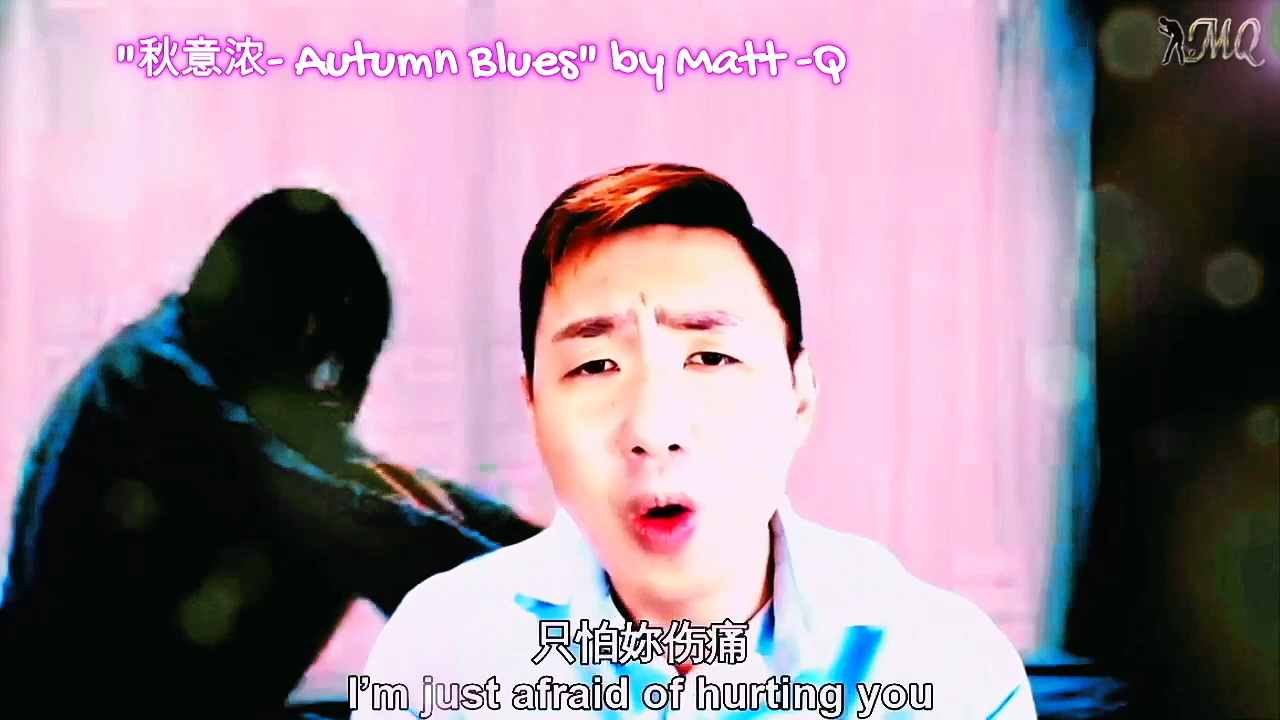 "秋意浓- Autumn Blues" by Matt -Q
MQ
只怕妳伤痛
I'm just afraid of hurting you